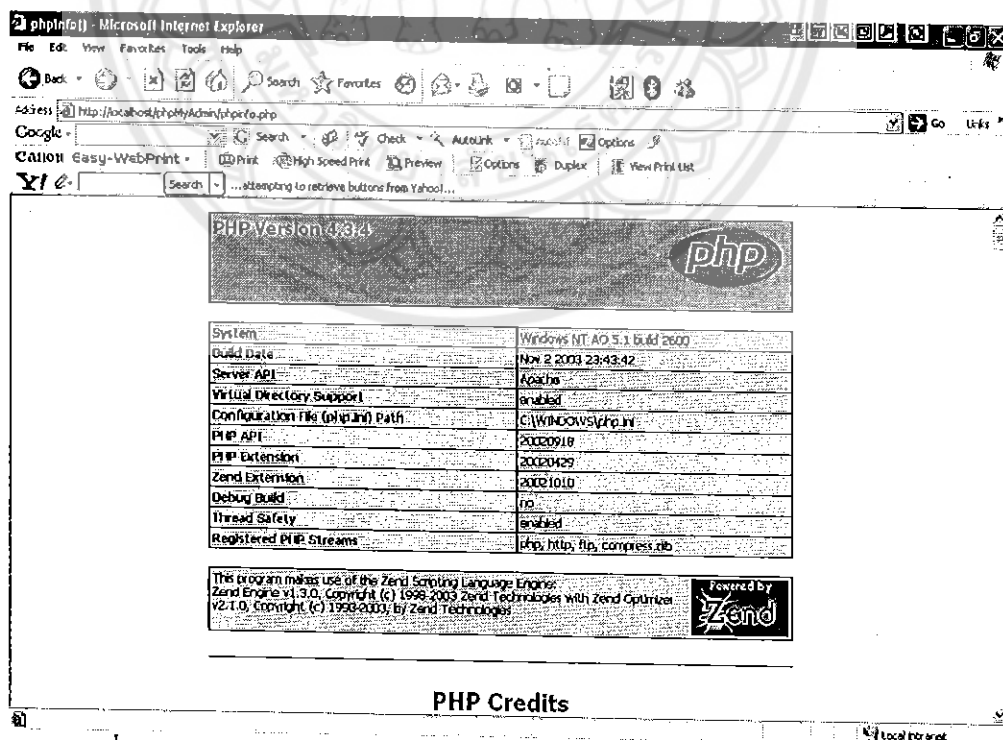 phpinfo() - Microsoft Internet Explorer
File Edit View Favorites Tools Help
Back Search Favorites
Address http://localhost/phpMyAdmin/phpinfo.php Go Links
Google Search Check AutoLink AutoFill Options
Canon Easy-WebPrint Print High Speed Print Preview Options Duplex View Print List
Y! Search ...attempting to retrieve buttons from Yahoo!...
PHP Version 4.3.4
php
System Windows NT AO 5.1 build 2600
Build Date Nov 2 2003 23:43:42
Server API Apache
Virtual Directory Support enabled
Configuration File (php.ini) Path C:\WINDOWS\php.ini
PHP API 20020918
PHP Extension 20020429
Zend Extension 20021010
Debug Build no
Thread Safety enabled
Registered PHP Streams php, http, ftp, compress.zlib
This program makes use of the Zend Scripting Language Engine:
Zend Engine v1.3.0, Copyright (c) 1998-2003 Zend Technologies with Zend Optimizer
v2.1.0, Copyright (c) 1998-2003, by Zend Technologies
Powered by
Zend
PHP Credits
Local intranet